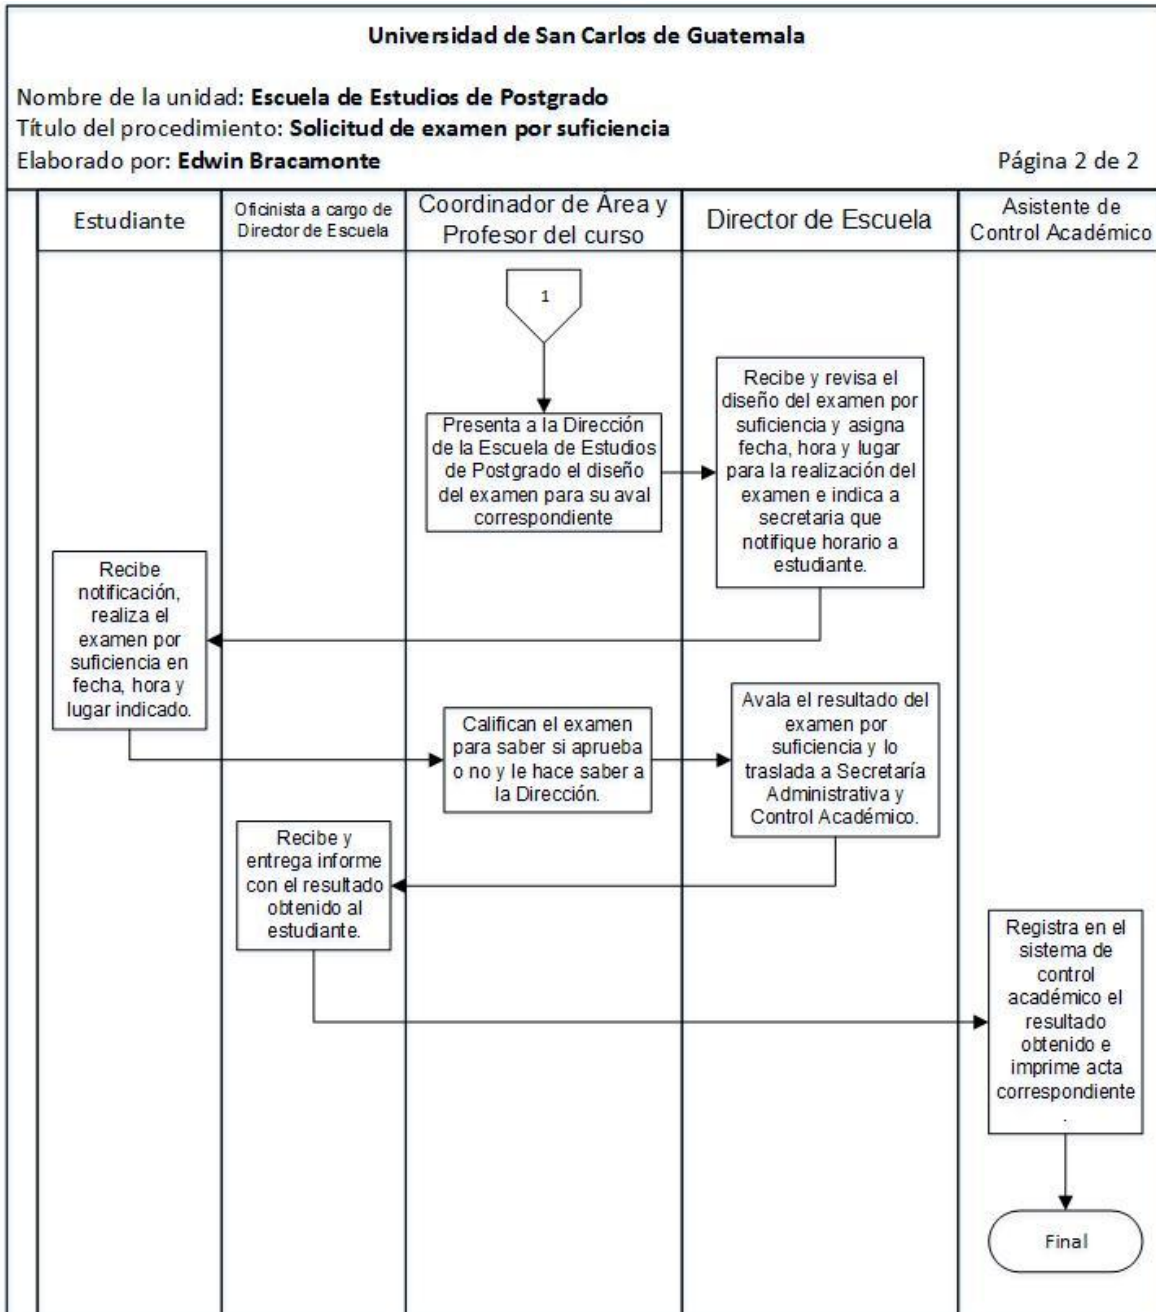 Universidad de San Carlos de Guatemala
Nombre de la unidad: Escuela de Estudios de Postgrado
Título del procedimiento: Solicitud de examen por suficiencia
Elaborado por: Edwin Bracamonte
Página 2 de 2
Estudiante
Oficinista a cargo de
Director de Escuela
Coordinador de Área y
Profesor del curso
Director de Escuela
Asistente de
Control Académico
1
Presenta a la Dirección
de la Escuela de Estudios
de Postgrado el diseño
del examen para su aval
correspondiente
Recibe y revisa el
diseño del examen por
suficiencia y asigna
fecha, hora y lugar
para la realización del
examen e indica a
secretaria que
notifique horario a
estudiante.
Recibe
notificación,
realiza el
examen por
suficiencia en
fecha, hora y
lugar indicado.
Califican el examen
para saber si aprueba
o no y le hace saber a
la Dirección.
Avala el resultado del
examen por
suficiencia y lo
traslada a Secretaría
Administrativa y
Control Académico.
Recibe y
entrega informe
con el resultado
obtenido al
estudiante.
Registra en el
sistema de
control
académico el
resultado
obtenido e
imprime acta
correspondiente
.
Final